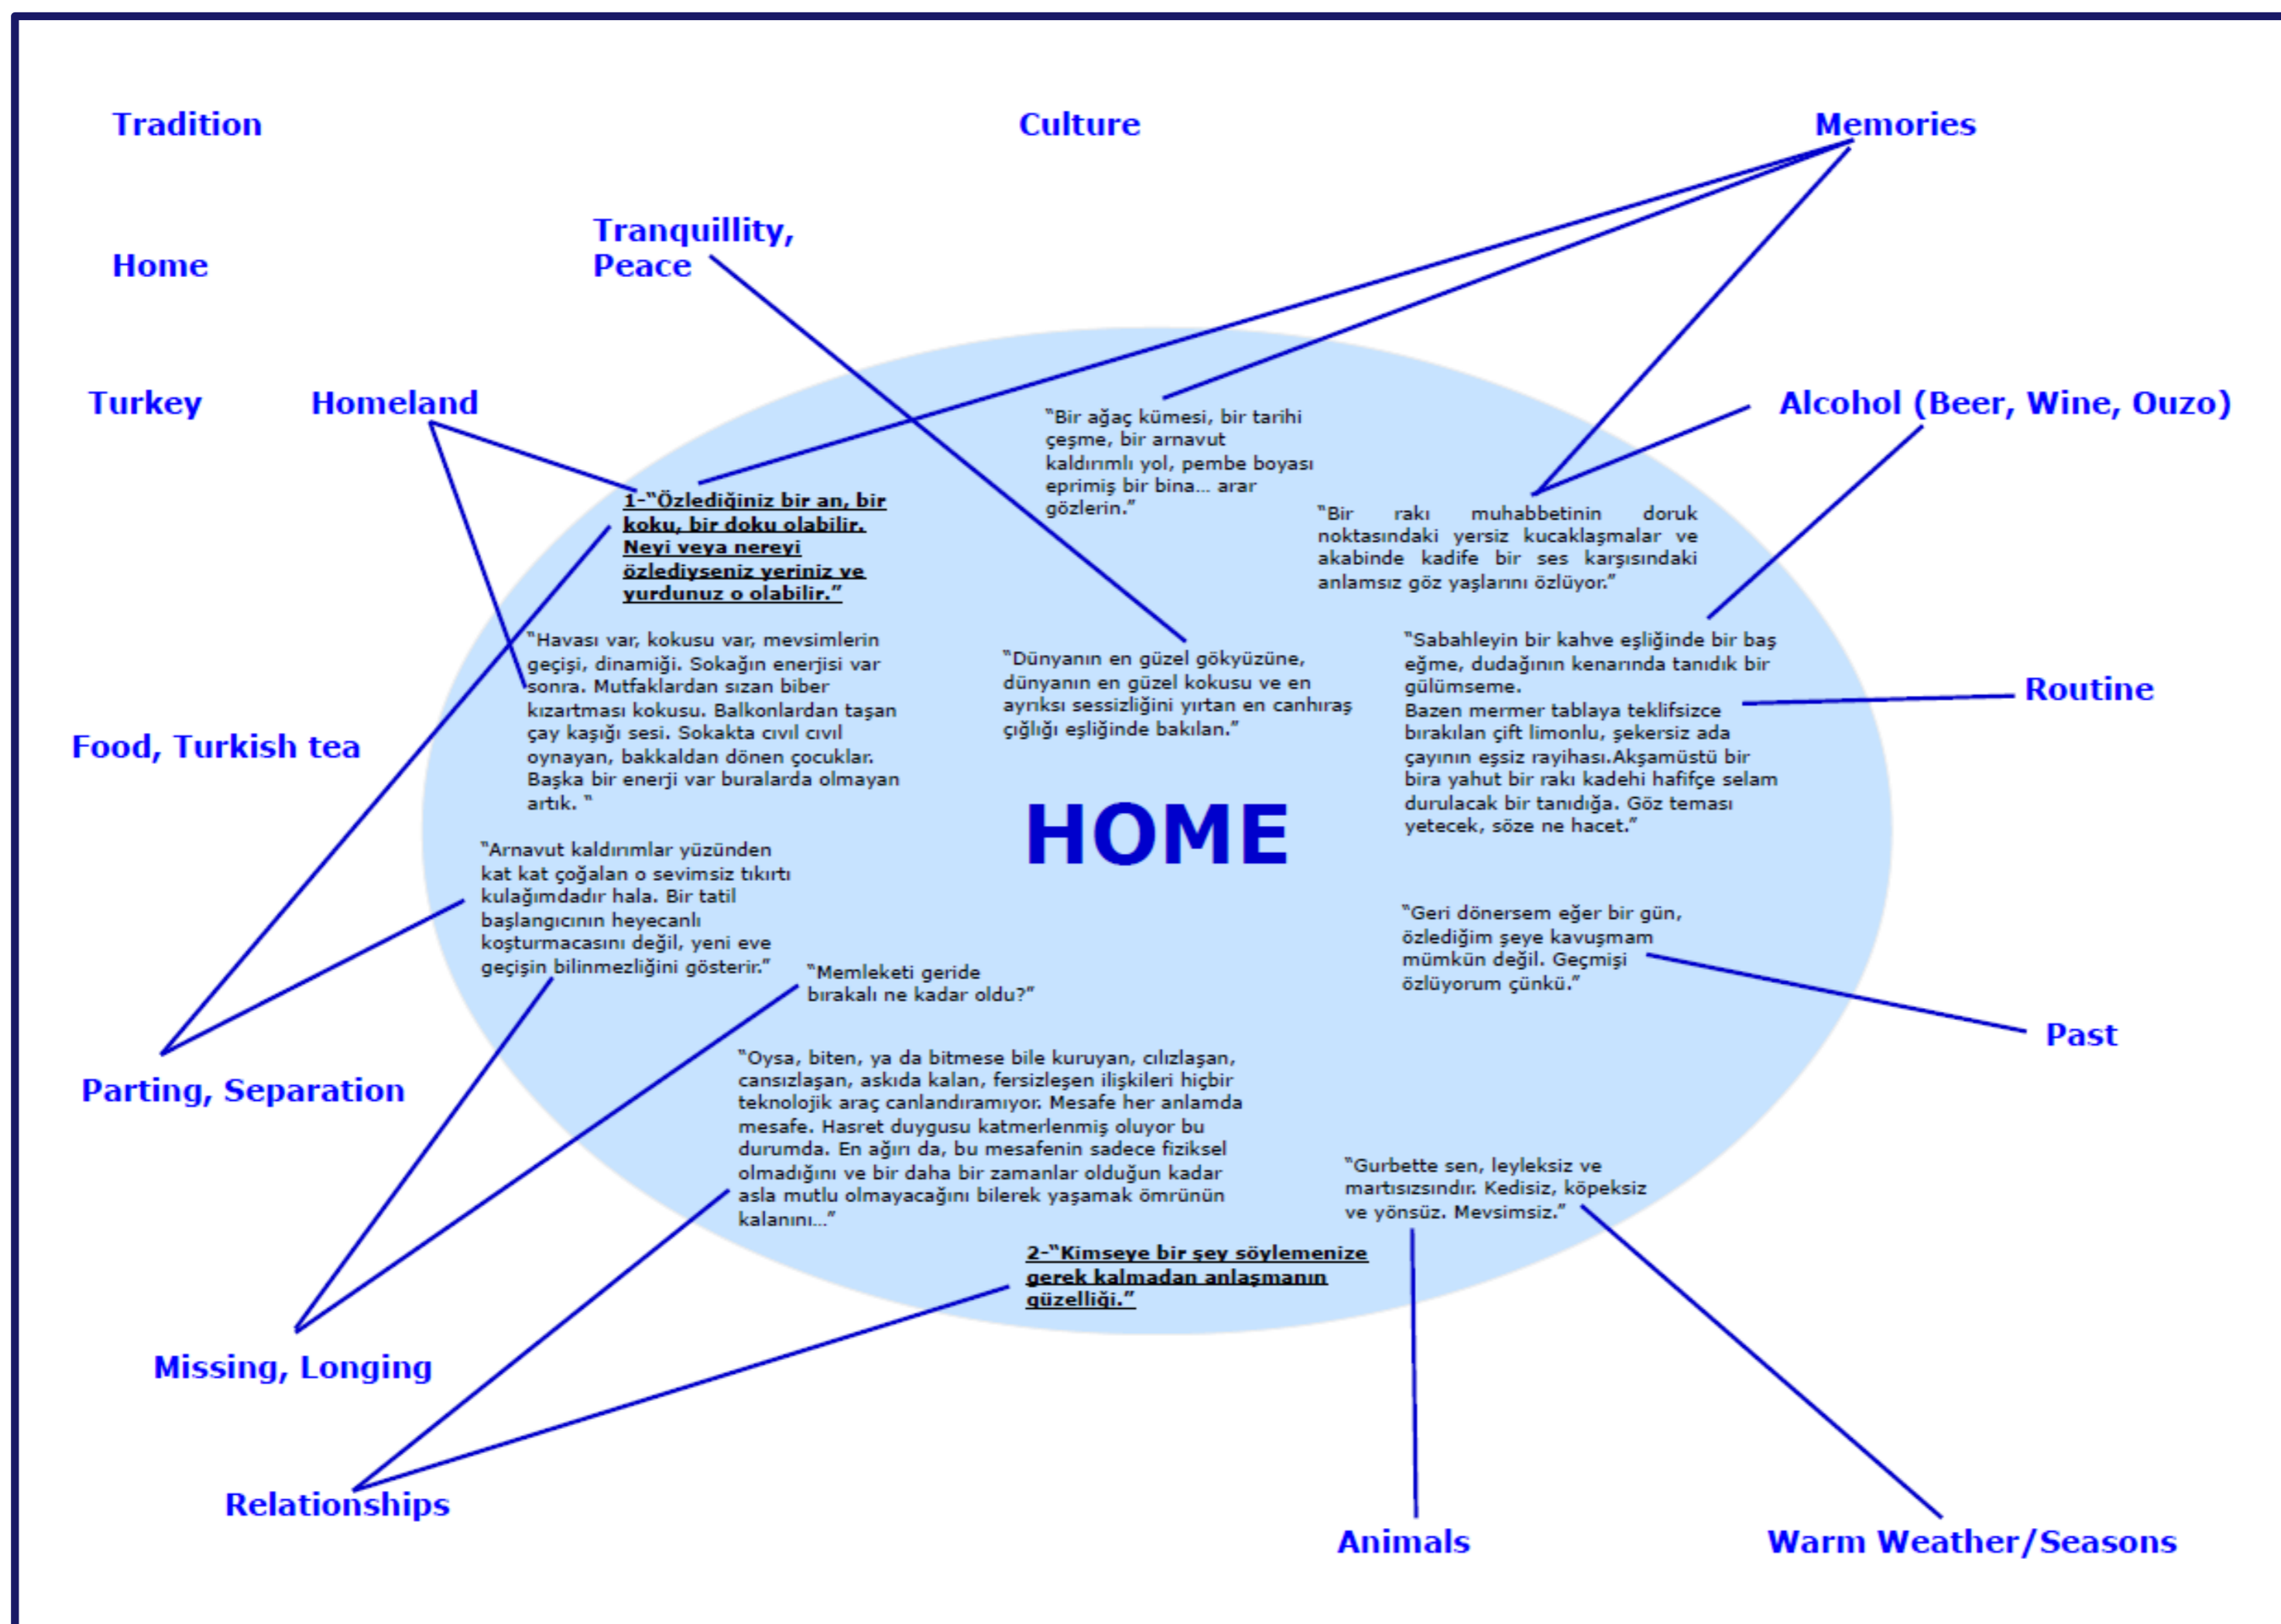 Tradition
Culture
Memories
Tranquillity,
Peace
Home
Turkey
Homeland
Alcohol (Beer, Wine, Ouzo)
“Bir ağaç kümesi, bir tarihi
çeşme, bir arnavut
kaldırımlı yol, pembe boyası
eprimiş bir bina... arar
gözlerin.”
1-“Özlediğiniz bir an, bir
koku, bir doku olabilir.
Neyi veya nereyi
özlediyseniz yeriniz ve
yurdunuz o olabilir.”
“Bir rakı muhabbetinin doruk
noktasındaki yersiz kucaklaşmalar ve
akabinde kadife bir ses karşısındaki
anlamsız göz yaşlarını özlüyor.”
“Havası var, kokusu var, mevsimlerin
geçişi, dinamiği. Sokağın enerjisi var
sonra. Mutfaklardan sızan biber
kızartması kokusu. Balkonlardan taşan
çay kaşığı sesi. Sokakta cıvıl cıvıl
oynayan, bakkaldan dönen çocuklar.
Başka bir enerji var buralarda olmayan
artık. “
“Dünyanın en güzel gökyüzüne,
dünyanın en güzel kokusu ve en
ayrıksı sessizliğini yırtan en canhıraş
çığlığı eşliğinde bakılan.”
“Sabahleyin bir kahve eşliğinde bir baş
eğme, dudağının kenarında tanıdık bir
gülümseme.
Bazen mermer tablaya teklifsizce
bırakılan çift limonlu, şekersiz ada
çayının eşsiz rayihası.Akşamüstü bir
bira yahut bir rakı kadehi hafifçe selam
durulacak bir tanıdığa. Göz teması
yetecek, söze ne hacet.”
Routine
Food, Turkish tea
HOME
“Arnavut kaldırımlar yüzünden
kat kat çoğalan o sevimsiz tıkırtı
kulağımdadır hala. Bir tatil
başlangıcının heyecanlı
koşturmacasını değil, yeni eve
geçişin bilinmezliğini gösterir.”
“Geri dönersem eğer bir gün,
özlediğim şeye kavuşmam
mümkün değil. Geçmişi
özlüyorum çünkü.”
“Memleketi geride
bırakalı ne kadar oldu?”
Past
Parting, Separation
“Oysa, biten, ya da bitmese bile kuruyan, cılızlaşan,
cansızlaşan, askıda kalan, fersizleşen ilişkileri hiçbir
teknolojik araç canlandıramıyor. Mesafe her anlamda
mesafe. Hasret duygusu katmerlenmiş oluyor bu
durumda. En ağırı da, bu mesafenin sadece fiziksel
olmadığını ve bir daha bir zamanlar olduğun kadar
asla mutlu olmayacağını bilerek yaşamak ömrünün
kalanını...”
“Gurbette sen, leyleksiz ve
martısızsındır. Kedisiz, köpeksiz
ve yönsüz. Mevsimsiz.”
2-“Kimseye bir şey söylemenize
gerek kalmadan anlaşmanın
güzelliği.”
Missing, Longing
Relationships
Animals
Warm Weather/Seasons